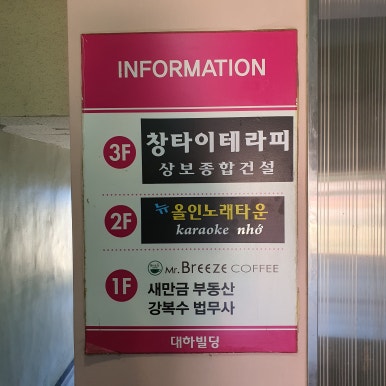 INFORMATION
3F
창타이테라피
상보종합건설
2F
뉴 올인노래타운
karaoke nhớ
1F
Mr. Breeze COFFEE
새만금 부동산
강복수 법무사
대하빌딩